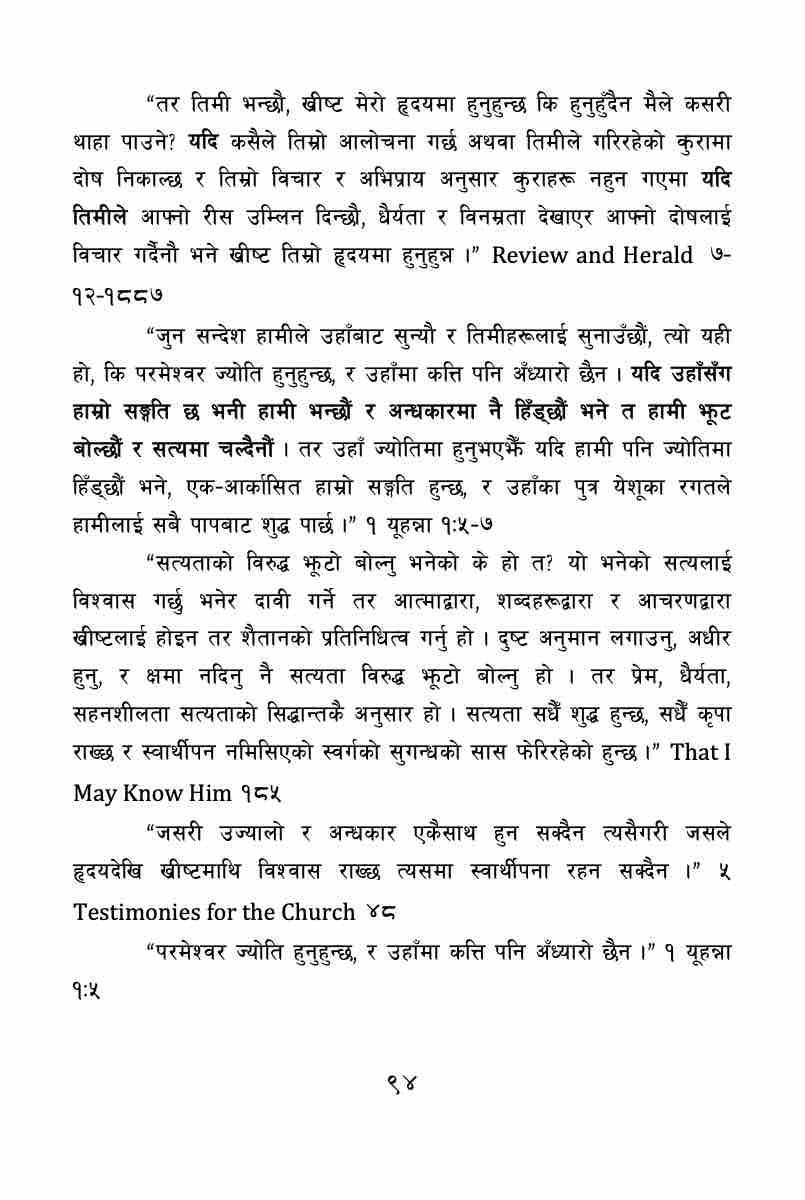 “तर तिमी भन्छौ, ख्रीष्ट मेरो हृदयमा हुनुहुन्छ कि हुनुहुँदैन मैले कसरी
थाहा पाउने? यदि कसैले तिम्रो आलोचना गर्छ अथवा तिमीले गरिरहेको कुरामा
दोष निकाल्छ र तिम्रो विचार र अभिप्राय अनुसार कुराहरू नहुन गएमा यदि
तिमीले आफ्नो रीस उम्लिन दिन्छौ, धैर्यता र विनम्रता देखाएर आफ्नो दोषलाई
विचार गर्दैनौ भने ख्रीष्ट तिम्रो हृदयमा हुनुहुन्न ।” Review and Herald ७-
१२-१८८७
“जुन सन्देश हामीले उहाँबाट सुन्यौ र तिमीहरूलाई सुनाउँछौं, त्यो यही
हो, कि परमेश्वर ज्योति हुनुहुन्छ, र उहाँमा कत्ति पनि अँध्यारो छैन । यदि उहाँसँग
हाम्रो सङ्गति छ भनी हामी भन्छौं र अन्धकारमा नै हिँड्छौं भने त हामी झूट
बोल्छौं र सत्यमा चल्दैनौं । तर उहाँ ज्योतिमा हुनुभएझैँ यदि हामी पनि ज्योतिमा
हिँड्छौं भने, एक-आर्कासित हाम्रो सङ्गति हुन्छ, र उहाँका पुत्र येशूका रगतले
हामीलाई सबै पापबाट शुद्ध पार्छ ।” १ यूहन्ना १:५-७
“सत्यताको विरुद्ध झूटो बोल्नु भनेको के हो त? यो भनेको सत्यलाई
विश्वास गर्छु भनेर दावी गर्ने तर आत्माद्वारा, शब्दहरूद्वारा र आचरणद्वारा
ख्रीष्टलाई होइन तर शैतानको प्रतिनिधित्व गर्नु हो । दुष्ट अनुमान लगाउनु, अधीर
हुनु, र क्षमा नदिनु नै सत्यता विरुद्ध झूटो बोल्नु हो । तर प्रेम, धैर्यता,
सहनशीलता सत्यताको सिद्धान्तकै अनुसार हो । सत्यता सधैँ शुद्ध हुन्छ, सधैँ कृपा
राख्छ र स्वार्थीपन नमिसिएको स्वर्गको सुगन्धको सास फेरिरहेको हुन्छ ।” That I
May Know Him १८५
“जसरी उज्यालो र अन्धकार एकैसाथ हुन सक्दैन त्यसैगरी जसले
हृदयदेखि ख्रीष्टमाथि विश्वास राख्छ त्यसमा स्वार्थीपना रहन सक्दैन ।” ५
Testimonies for the Church ४८
“परमेश्वर ज्योति हुनुहुन्छ, र उहाँमा कत्ति पनि अँध्यारो छैन ।” १ यूहन्ना
१:५
९४